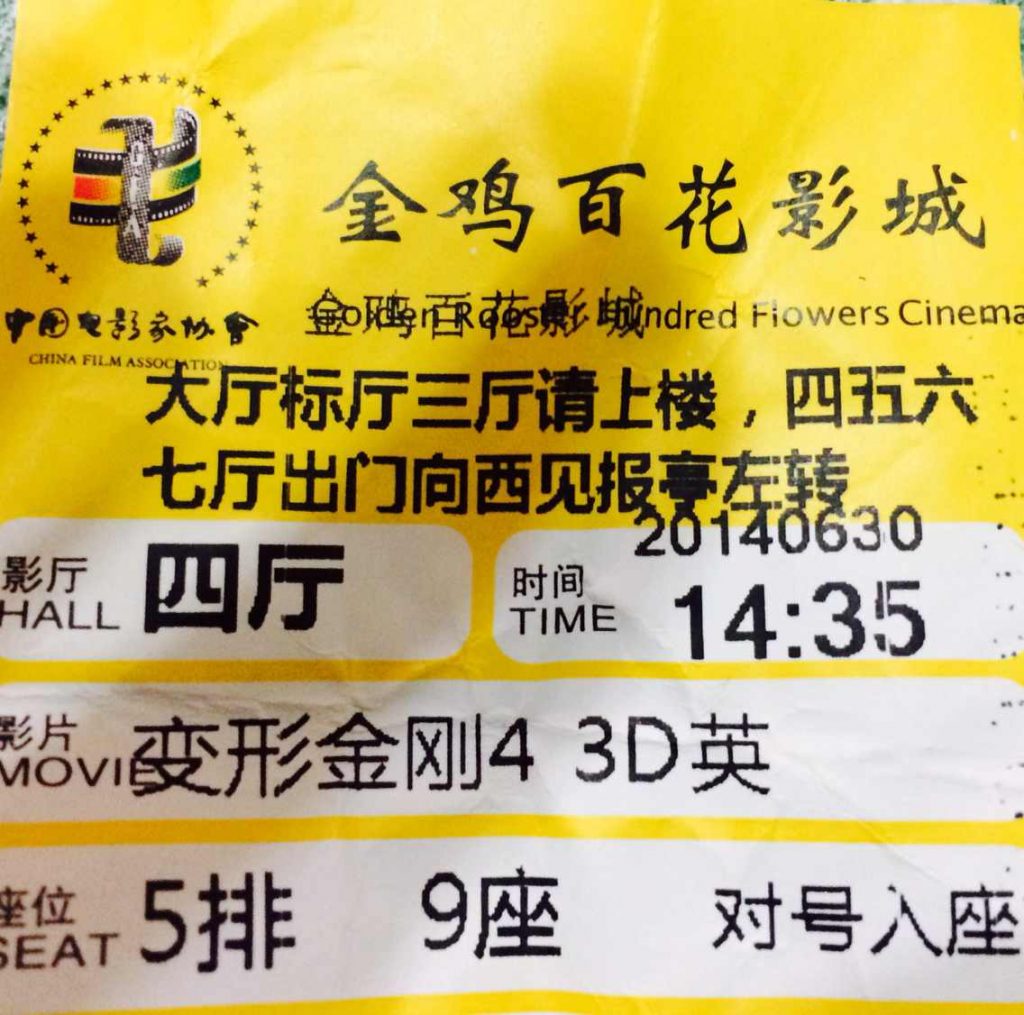 金鸡百花影城
金鸡百花影城
Golden Rooster Hundred Flowers Cinema
中国电影家协会
CHINA FILM ASSOCIATION
大厅标厅三厅请上楼，四五六
七厅出门向西见报亭左转
20140630
影厅 四厅 时间 14:35
HALL TIME
影片 变形金刚4 3D英
MOVIE
座位 5排 9座 对号入座
SEAT